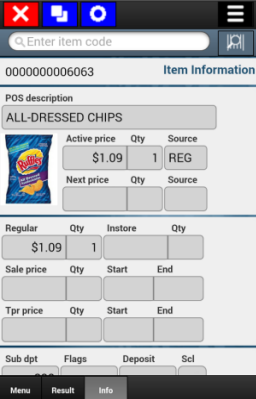 Enter item code
0000000006063 Item Information
POS description
ALL-DRESSED CHIPS
Ruffles
Active price Qty Source
$1.09 1 REG
Next price Qty Source
Regular Qty Instore Qty
$1.09 1
Sale price Qty Start End
Tpr price Qty Start End
Sub dpt Flags Deposit Scl
Menu Result Info